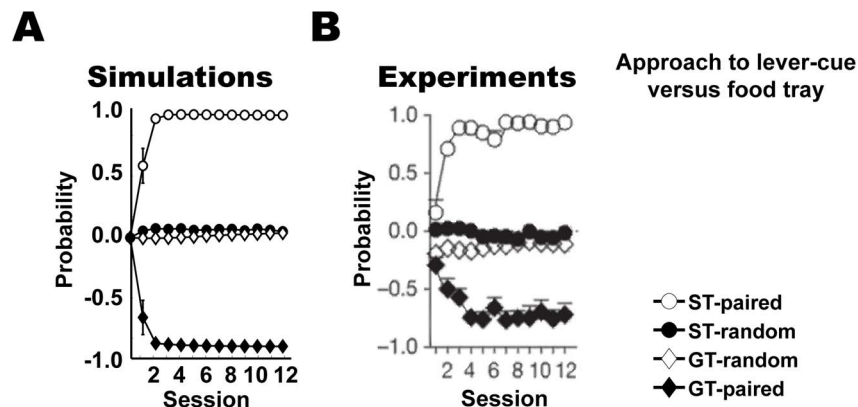 A
B
Simulations
Experiments
Approach to lever-cue
versus food tray
Probability
1.0
0.5
0.0
-0.5
-1.0
2 4 6 8 10 12
Session
Probability
1.0
0.5
0.0
−0.5
−1.0
2 4 6 8 10 12
Session
ST-paired
ST-random
GT-random
GT-paired